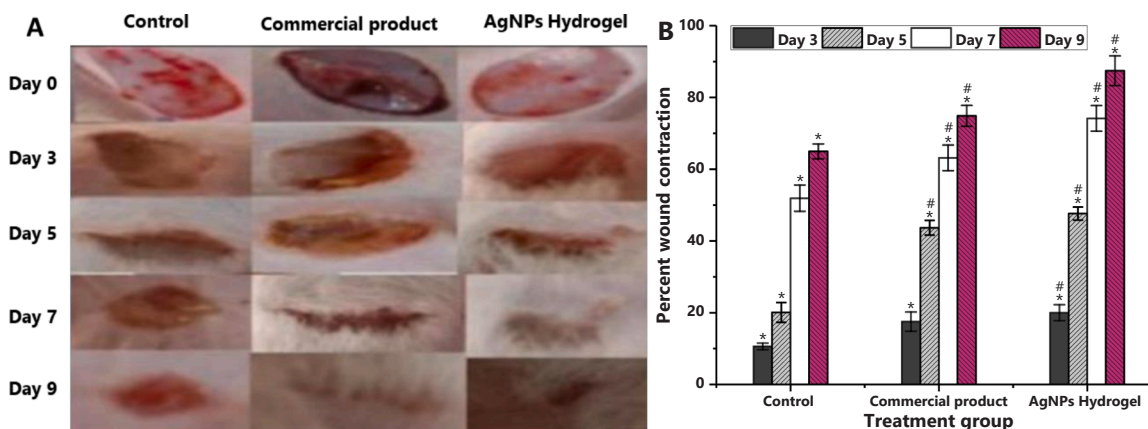 A
Control
Commercial product
AgNPs Hydrogel
Day 0
Day 3
Day 5
Day 7
Day 9
B
Day 3
Day 5
Day 7
Day 9
Percent wound contraction
100
80
60
40
20
0
*
*
*
*
*
#
*
#
*
#
*
#
*
#
*
#
*
#
*
Control
Commercial product
AgNPs Hydrogel
Treatment group